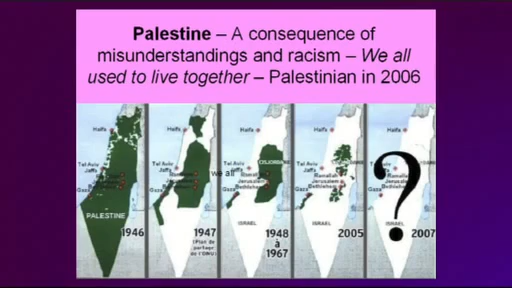 Palestine – A consequence of
misunderstandings and racism – We all
used to live together – Palestinian in 2006
Haifa
Tel Aviv
Jaffa
Gaza
PALESTINE
1946
Haifa
Tel Aviv
Jaffa
Gaza
1947
(Plan de
partage
de l'ONU)
we all
Haifa
Tel Aviv
Jaffa
CISJORDANIE
Ramallah
Jerusalem
Bethlehem
Gaza
ISRAEL
1948
à
1967
Haifa
Tel Aviv
Jaffa
Ramallah
Jerusalem
Bethlehem
Gaza
ISRAEL
2005
Haifa
Tel Aviv
Jaffa
Ramallah
Jerusalem
Bethlehem
Gaza
ISRAEL
?
2007